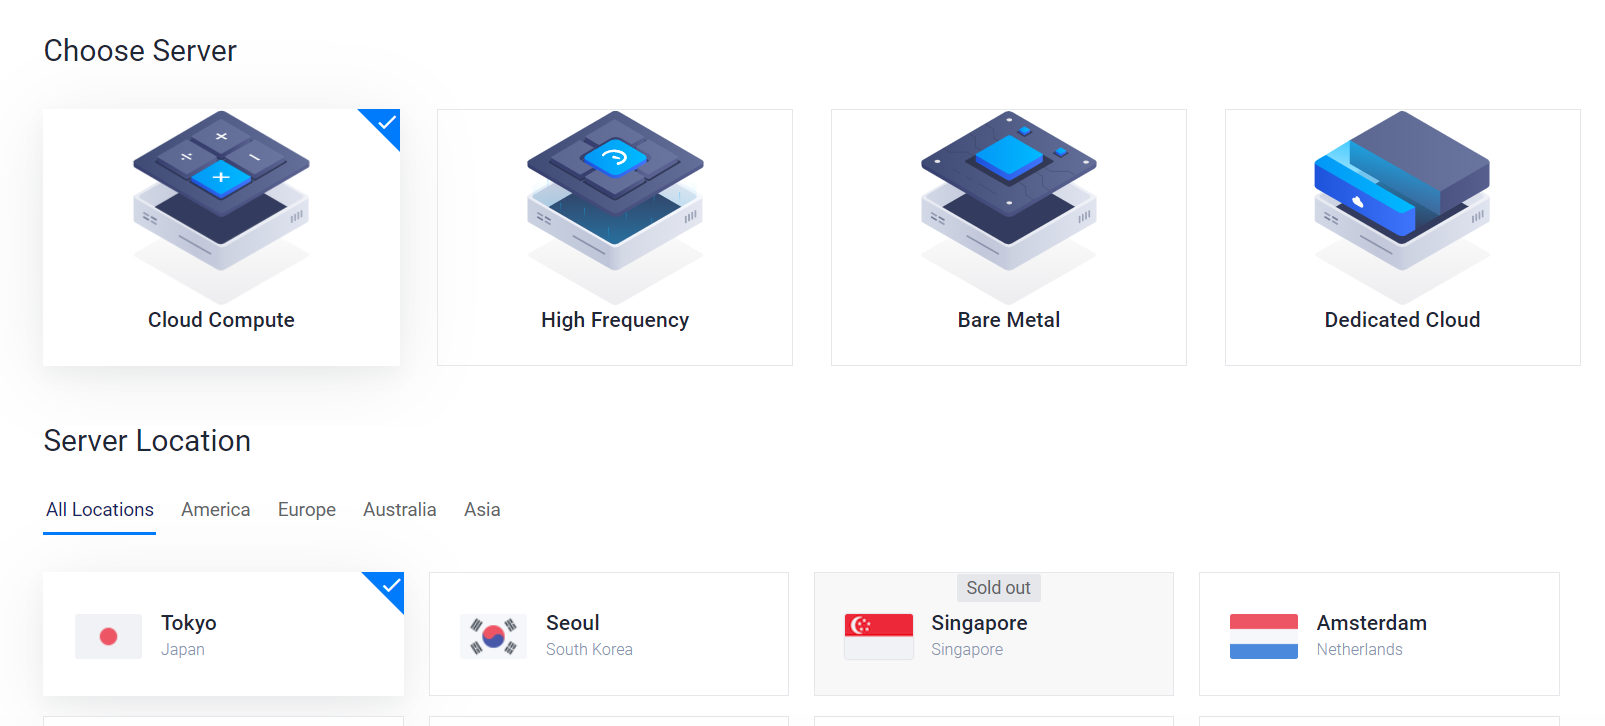 Choose Server
Cloud Compute
High Frequency
Bare Metal
Dedicated Cloud
Server Location
All Locations America Europe Australia Asia
Sold out
Tokyo
Japan
Seoul
South Korea
Singapore
Singapore
Amsterdam
Netherlands